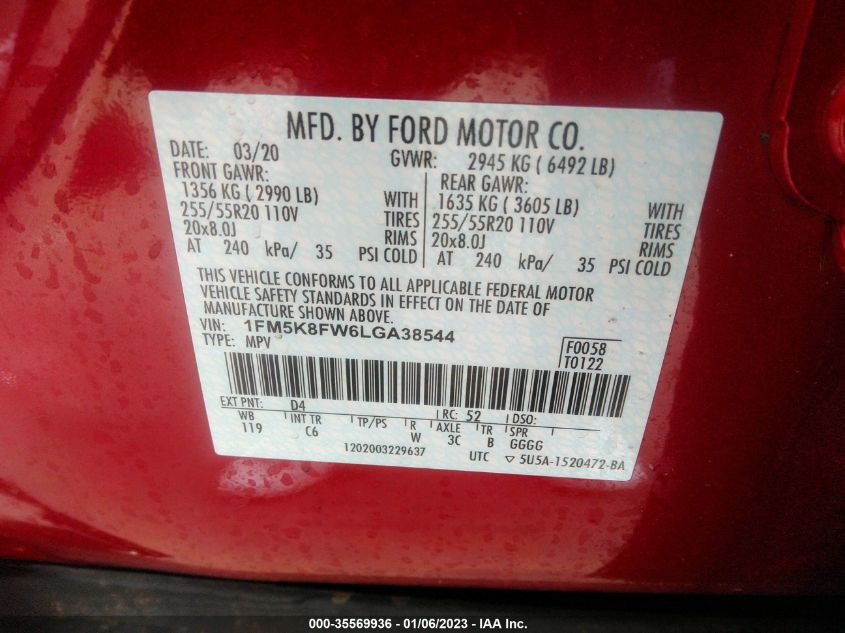 MFD. BY FORD MOTOR CO.
DATE: 03/20 GVWR: 2945 KG ( 6492 LB)
FRONT GAWR: REAR GAWR:
1356 KG ( 2990 LB) WITH 1635 KG ( 3605 LB) WITH
255/55R20 110V TIRES 255/55R20 110V TIRES
20x8.0J RIMS 20x8.0J RIMS
AT 240 kPa/ 35 PSI COLD AT 240 kPa/ 35 PSI COLD
THIS VEHICLE CONFORMS TO ALL APPLICABLE FEDERAL MOTOR
VEHICLE SAFETY STANDARDS IN EFFECT ON THE DATE OF
MANUFACTURE SHOWN ABOVE.
VIN: 1FM5K8FW6LGA38544
TYPE: MPV
F0058
T0122
EXT PNT: D4 RC: 52 DSO:
WB INT TR TP/PS R AXLE TR SPR
119 C6 W 3C B GGGG
1202003229637 UTC ▽ 5U5A-1520472-BA
000-35569936 - 01/06/2023 - IAA Inc.